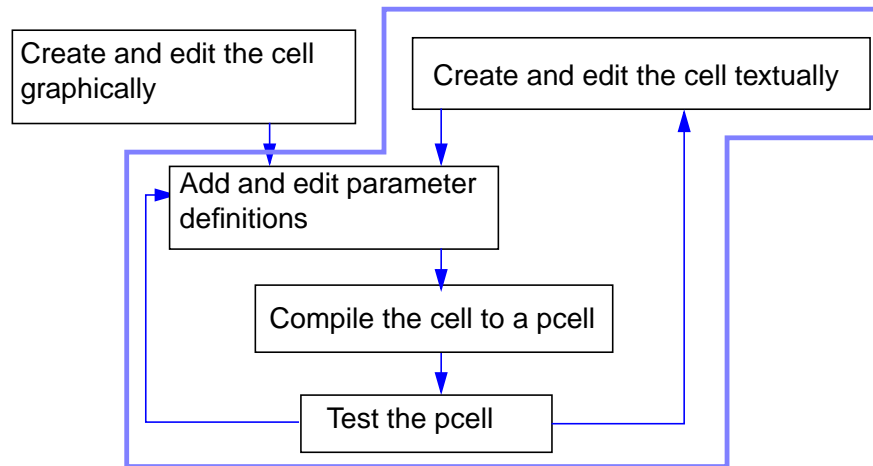 Create and edit the cell
graphically
Create and edit the cell textually
Add and edit parameter
definitions
Compile the cell to a pcell
Test the pcell